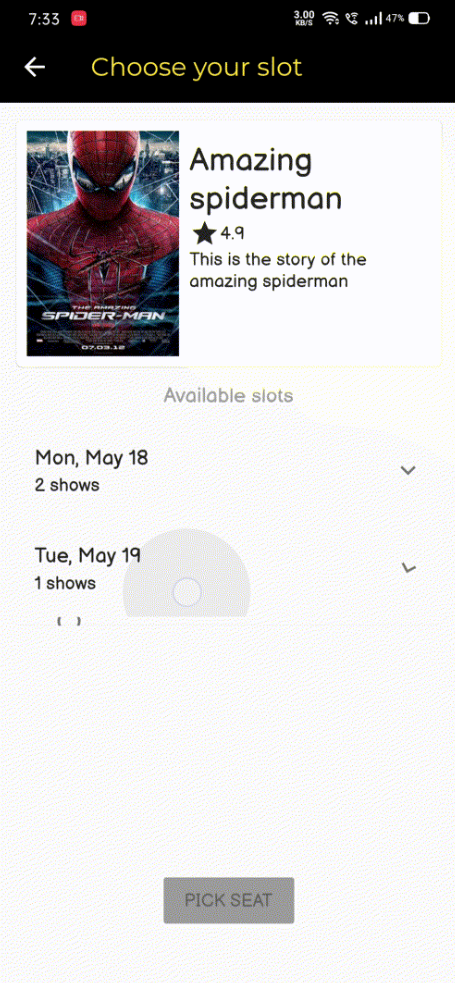 7:33
3.00
KB/S
47%
Choose your slot
Amazing
spiderman
4.9
This is the story of the
amazing spiderman
THE AMAZING
SPIDER-MAN
07.03.12
Available slots
Mon, May 18
2 shows
Tue, May 19
1 shows
PICK SEAT